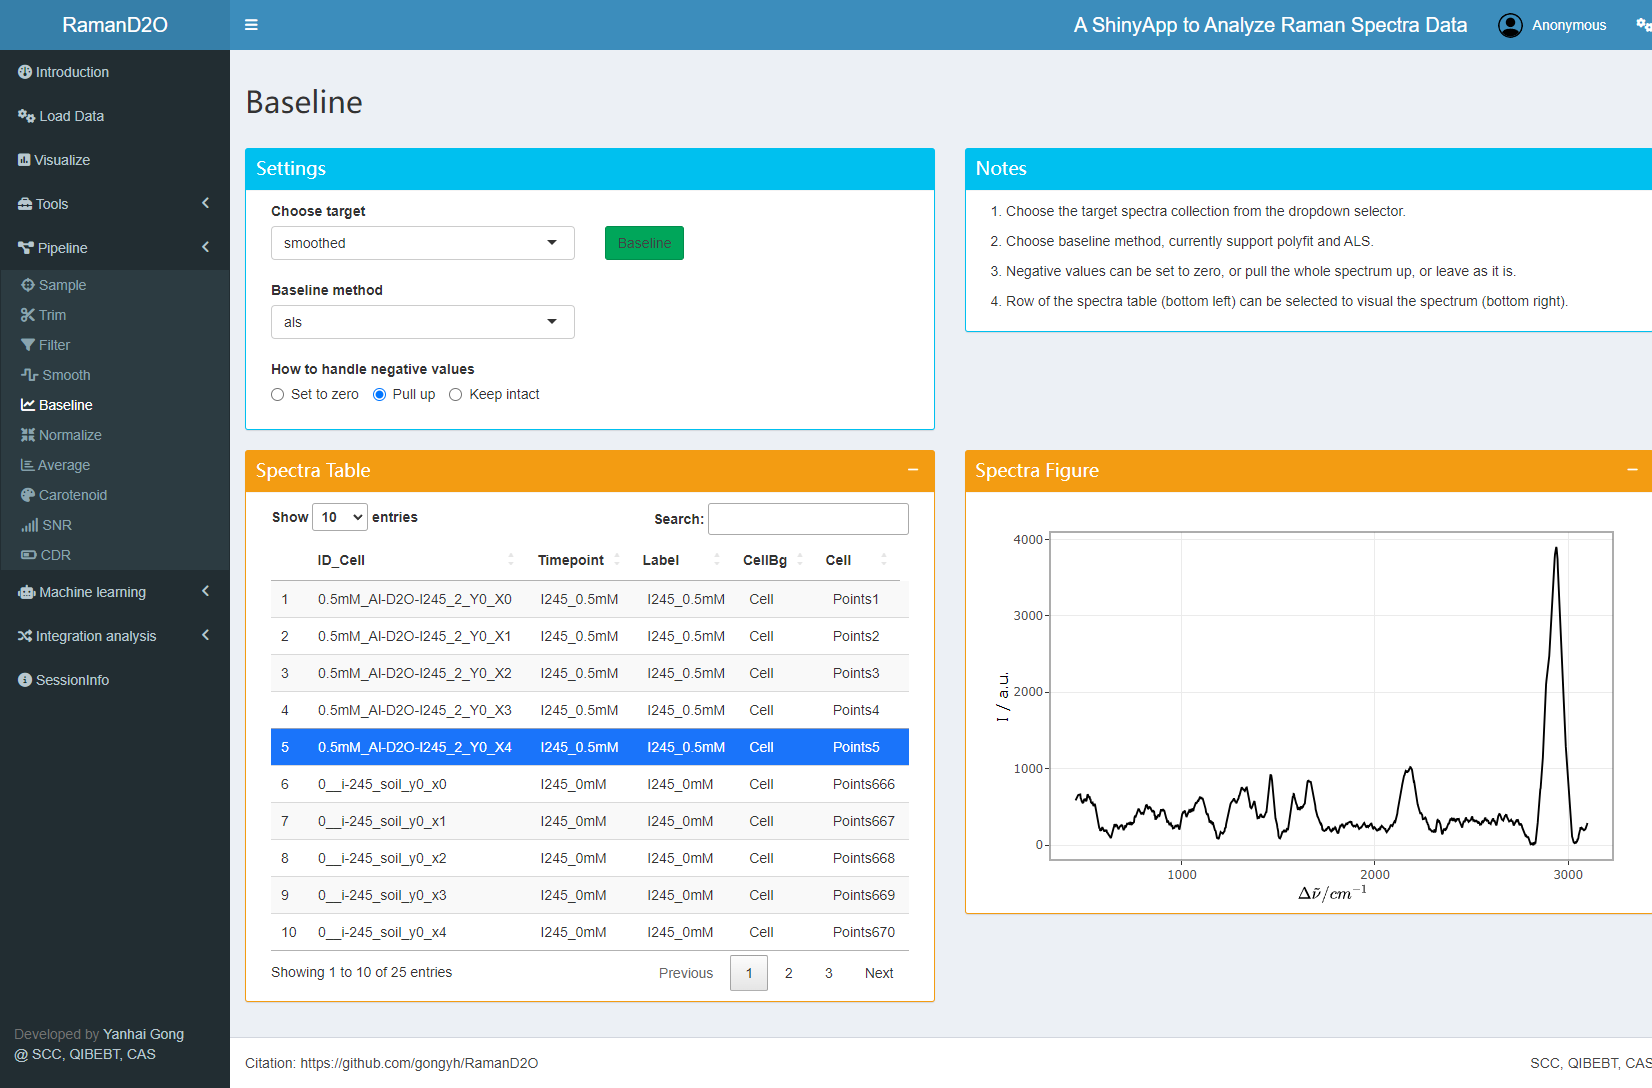 RamanD2O
A ShinyApp to Analyze Raman Spectra Data
Anonymous
Introduction
Load Data
Visualize
Tools
Pipeline
Sample
Trim
Filter
Smooth
Baseline
Normalize
Average
Carotenoid
SNR
CDR
Machine learning
Integration analysis
SessionInfo
Developed by Yanhai Gong
@ SCC, QIBEBT, CAS
Baseline
Settings
Choose target
smoothed
Baseline
Baseline method
als
How to handle negative values
Set to zero Pull up Keep intact
Notes
1. Choose the target spectra collection from the dropdown selector.
2. Choose baseline method, currently support polyfit and ALS.
3. Negative values can be set to zero, or pull the whole spectrum up, or leave as it is.
4. Row of the spectra table (bottom left) can be selected to visual the spectrum (bottom right).
Spectra Table
Show 10 entries
Search:
ID_Cell Timepoint Label CellBg Cell
1 0.5mM_AI-D2O-I245_2_Y0_X0 I245_0.5mM I245_0.5mM Cell Points1
2 0.5mM_AI-D2O-I245_2_Y0_X1 I245_0.5mM I245_0.5mM Cell Points2
3 0.5mM_AI-D2O-I245_2_Y0_X2 I245_0.5mM I245_0.5mM Cell Points3
4 0.5mM_AI-D2O-I245_2_Y0_X3 I245_0.5mM I245_0.5mM Cell Points4
5 0.5mM_AI-D2O-I245_2_Y0_X4 I245_0.5mM I245_0.5mM Cell Points5
6 0__i-245_soil_y0_x0 I245_0mM I245_0mM Cell Points666
7 0__i-245_soil_y0_x1 I245_0mM I245_0mM Cell Points667
8 0__i-245_soil_y0_x2 I245_0mM I245_0mM Cell Points668
9 0__i-245_soil_y0_x3 I245_0mM I245_0mM Cell Points669
10 0__i-245_soil_y0_x4 I245_0mM I245_0mM Cell Points670
Showing 1 to 10 of 25 entries
Previous 1 2 3 Next
Spectra Figure
4000
3000
2000
1000
0
I / a.u.
1000 2000 3000
Δν̃/cm⁻¹
Citation: https://github.com/gongyh/RamanD2O
SCC, QIBEBT, CAS